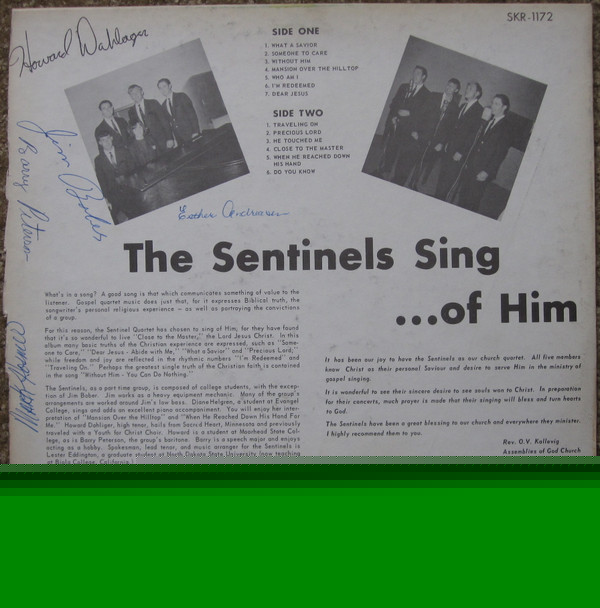 SKR-1172
Howard Dahlager
SIDE ONE
1. WHAT A SAVIOR
2. SOMEONE TO CARE
3. WITHOUT HIM
4. MANSION OVER THE HILLTOP
5. WHO AM I
6. I'M REDEEMED
7. DEAR JESUS
SIDE TWO
1. TRAVELING ON
2. PRECIOUS LORD
3. HE TOUCHED ME
4. CLOSE TO THE MASTER
5. WHEN HE REACHED DOWN
HIS HAND
6. DO YOU KNOW
Jim Baber
Barry Peterson
Esther
The Sentinels Sing
...of Him
What's in a song? A good song is that which communicates something of value to the
listener. Gospel quartet music does just that, for it expresses Biblical truth, the
songwriter's personal religious experience — as well as portraying the convictions
of a group.
For this reason, the Sentinel Quartet has chosen to sing of Him; for they have found
that it's so wonderful to live "Close to the Master," the Lord Jesus Christ. In this
album many basic truths of Christian experience are expressed, such as "Some-
one to Care," "Dear Jesus - Abide with Me," "What a Savior" and "Precious Lord,"
while freedom and joy are reflected in the rhythmic numbers "I'm Redeemed" and
"Traveling On." Perhaps the greatest single truth of the Christian faith is contained
in the song "Without Him - You Can Do Nothing."
The Sentinels, as a part time group, is composed of college students, with the excep-
tion of Jim Baber. Jim works as a heavy equipment mechanic. Many of the group's
arrangements are worked around Jim's low bass. Diane Helgren, a student at Evangel
College, sings and adds an excellent piano accompaniment. You will enjoy her inter-
pretation of "Mansion Over the Hilltop" and "When He Reached Down His Hand For
Me." Howard Dahlager, high tenor, hails from Sacred Heart, Minnesota and previously
traveled with a Youth for Christ Choir. Howard is a student at Moorhead State Col-
lege, as is Barry Peterson, the group's baritone. Barry is a speech major and enjoys
acting as a hobby. Spokesman, lead tenor, and music arranger for the Sentinels is
Lester Eddington, a graduate student at North Dakota State University (now teaching
at Biola College, California.)
It has been our joy to have the Sentinels as our church quartet. All five members
know Christ as their personal Saviour and desire to serve Him in the ministry of
gospel singing.
It is wonderful to see their sincere desire to see souls won to Christ. In preparation
for their concerts, much prayer is made that their singing will bless and turn hearts
to God.
The Sentinels have been a great blessing to our church and everywhere they minister.
I highly recommend them to you.
Rev. G.V. Kallevig
Assemblies of God Church